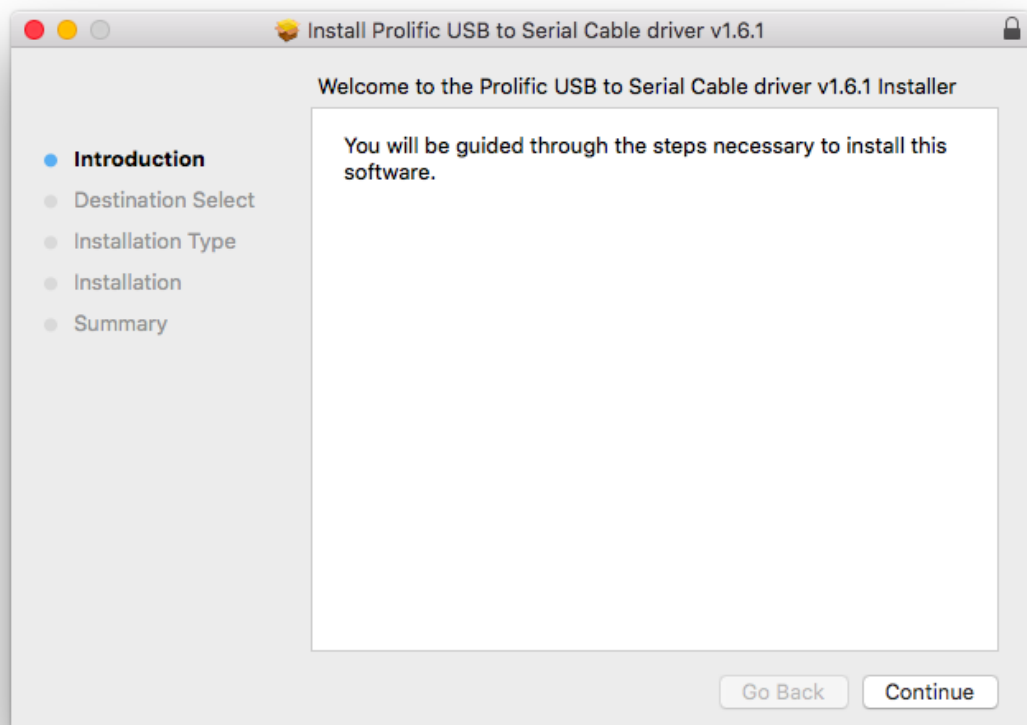 Install Prolific USB to Serial Cable driver v1.6.1
Welcome to the Prolific USB to Serial Cable driver v1.6.1 Installer
Introduction
Destination Select
Installation Type
Installation
Summary
You will be guided through the steps necessary to install this
software.
Go Back
Continue